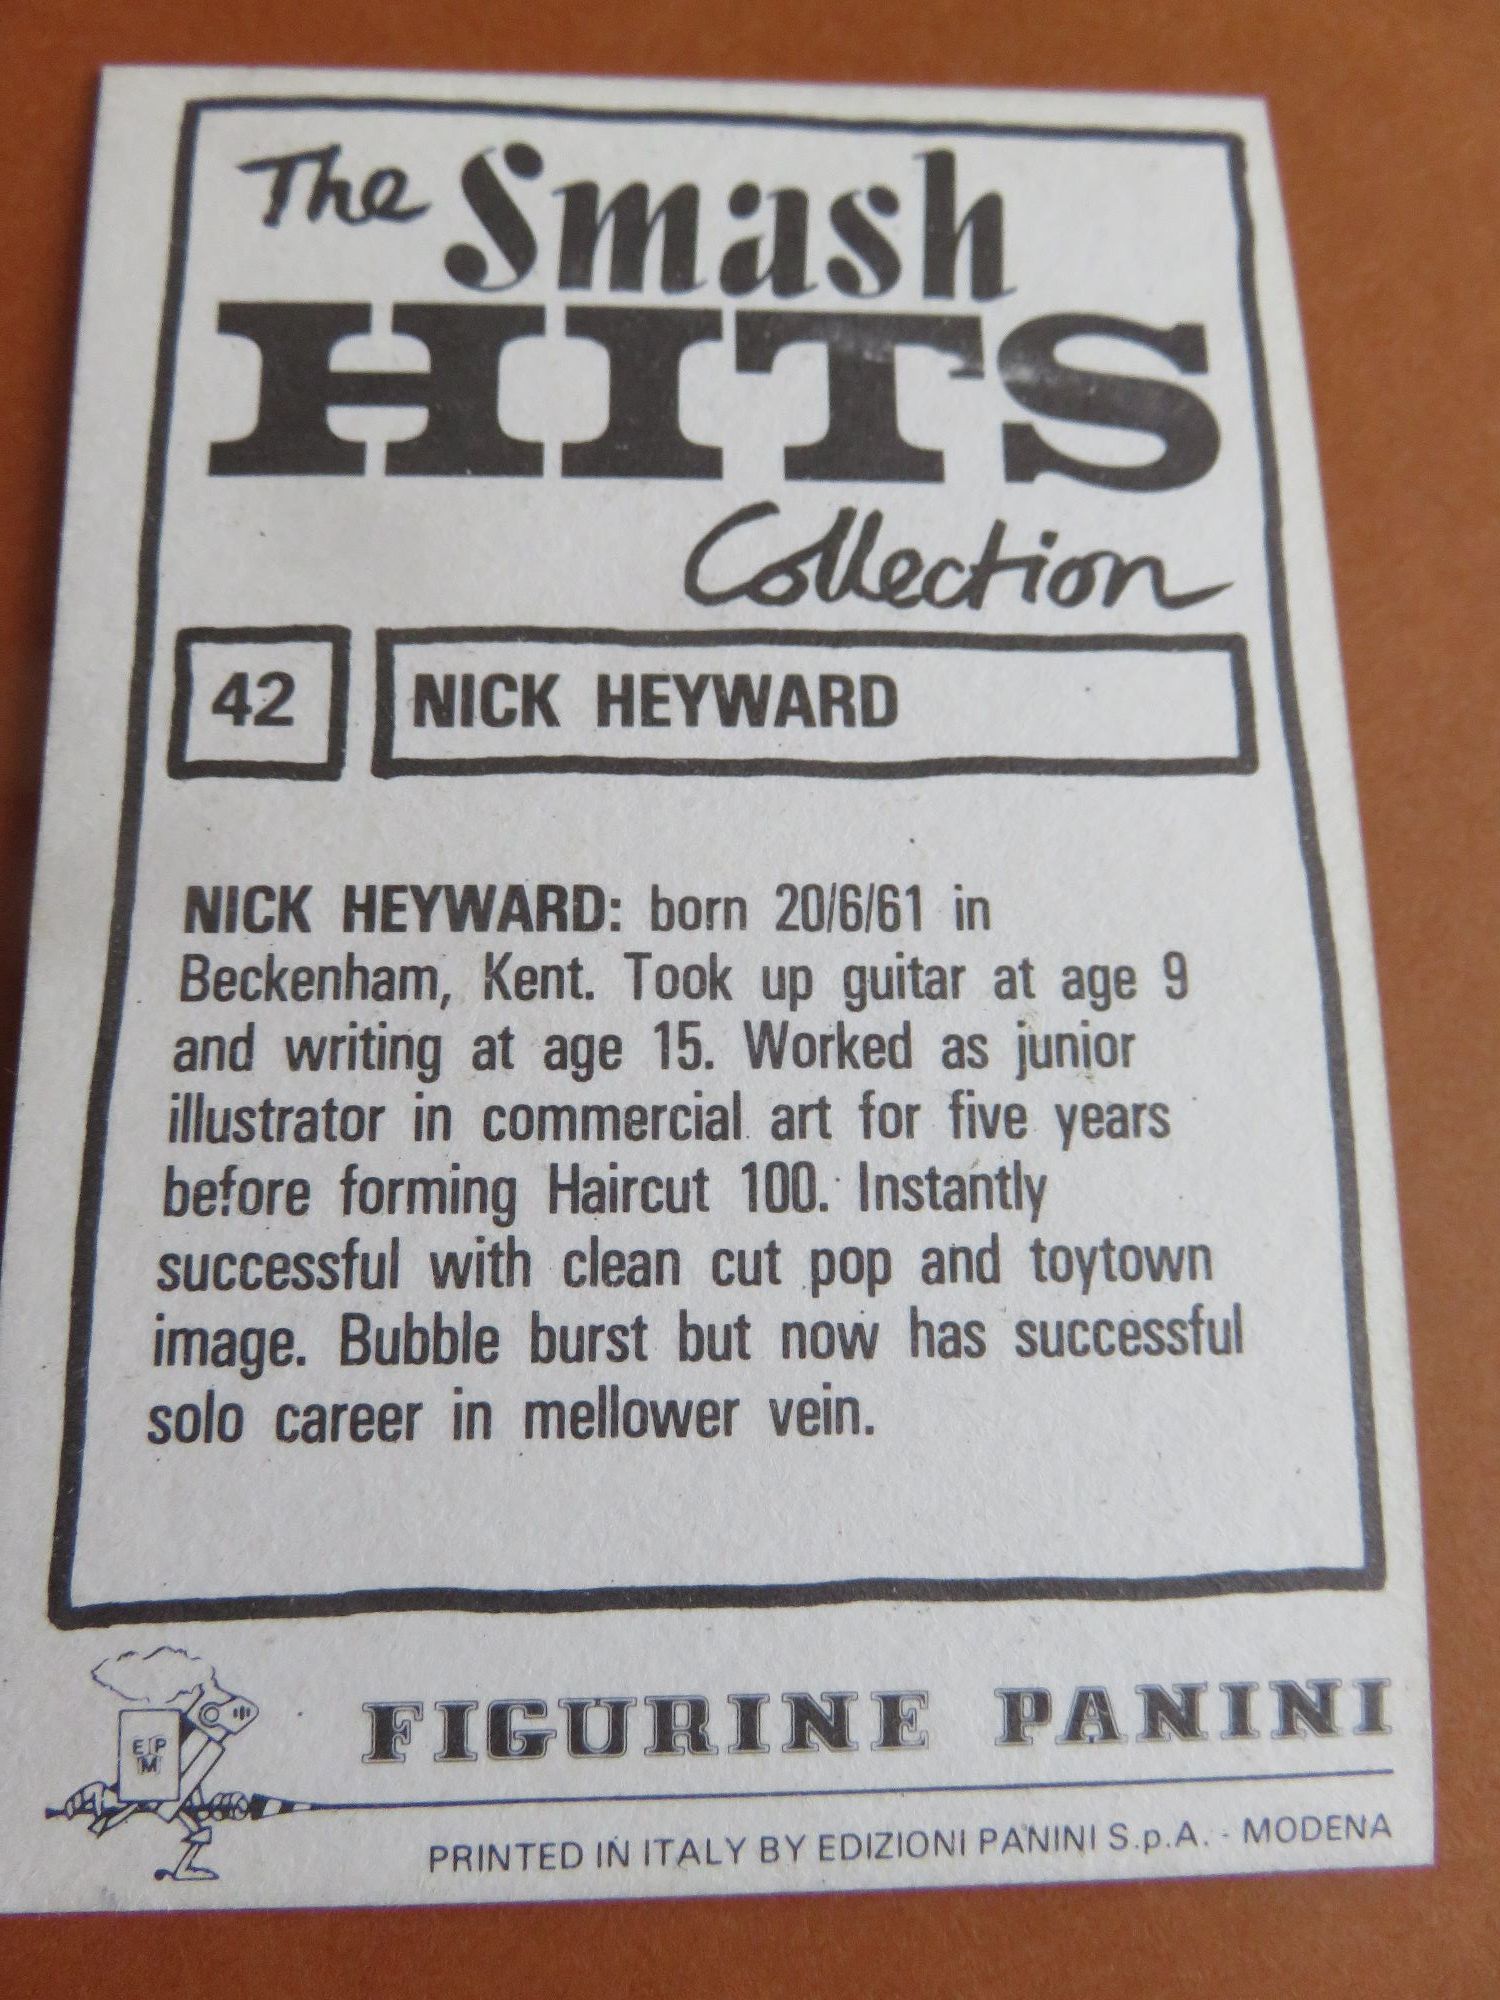 The Smash
HITS
Collection
42
NICK HEYWARD
NICK HEYWARD: born 20/6/61 in
Beckenham, Kent. Took up guitar at age 9
and writing at age 15. Worked as junior
illustrator in commercial art for five years
before forming Haircut 100. Instantly
successful with clean cut pop and toytown
image. Bubble burst but now has successful
solo career in mellower vein.
E P
M
FIGURINE PANINI
PRINTED IN ITALY BY EDIZIONI PANINI S.p.A. - MODENA